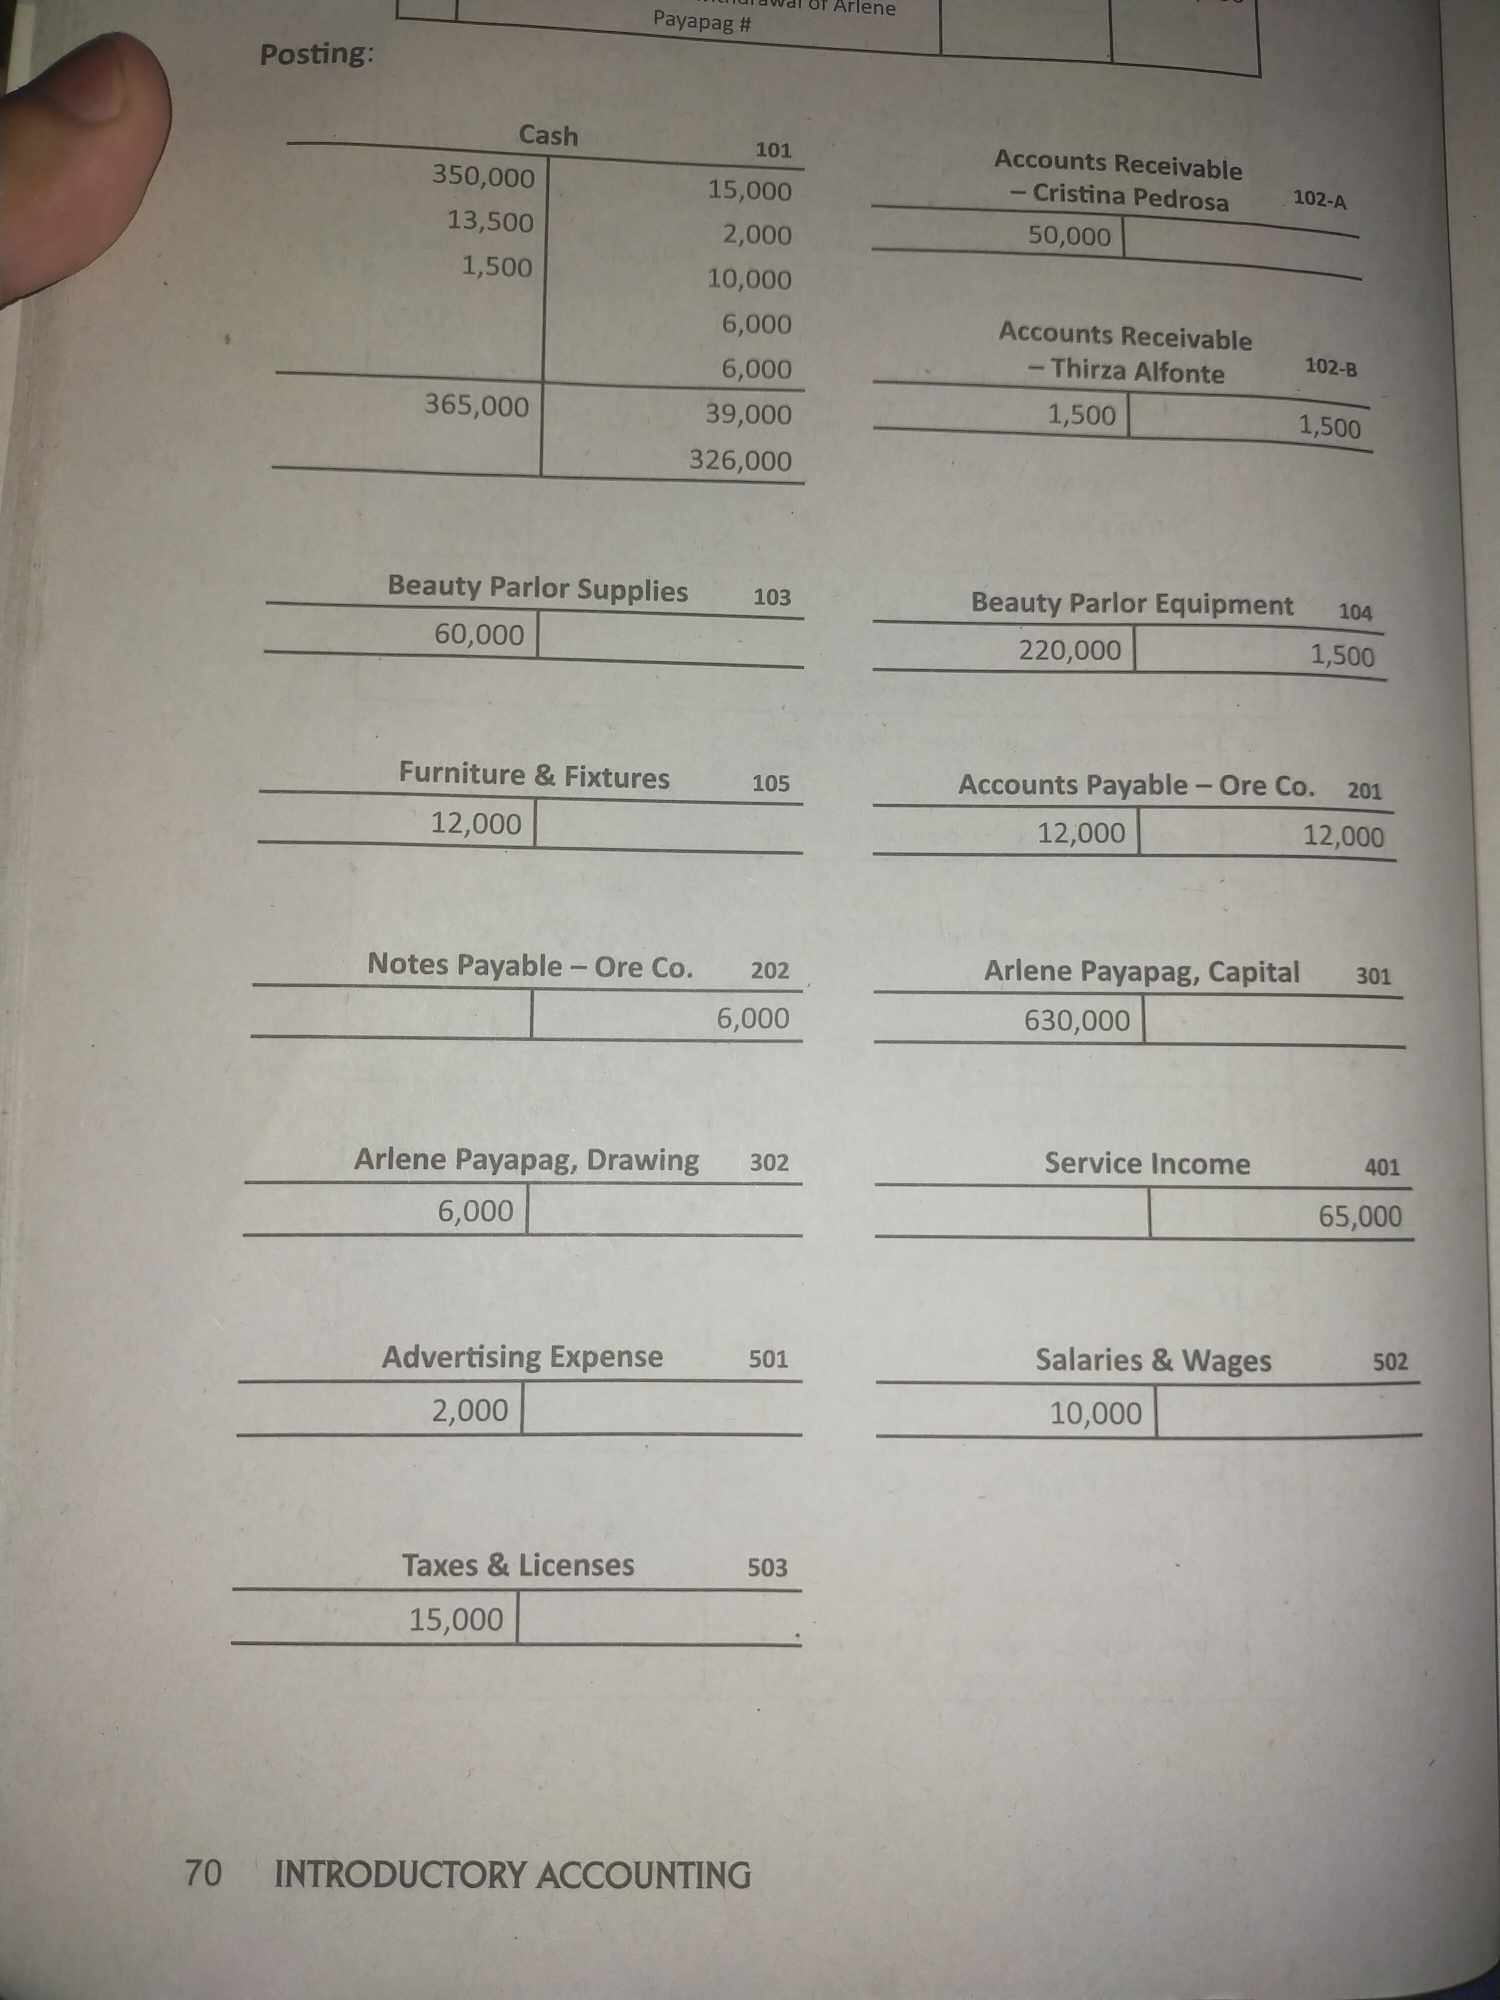 of Arlene
Payapag #
Posting:
Cash 101
350,000 15,000
13,500 2,000
1,500 10,000
6,000
6,000
365,000 39,000
326,000
Accounts Receivable
– Cristina Pedrosa 102-A
50,000
Accounts Receivable
– Thirza Alfonte 102-B
1,500 1,500
Beauty Parlor Supplies 103
60,000
Beauty Parlor Equipment 104
220,000 1,500
Furniture & Fixtures 105
12,000
Accounts Payable – Ore Co. 201
12,000 12,000
Notes Payable – Ore Co. 202
6,000
Arlene Payapag, Capital 301
630,000
Arlene Payapag, Drawing 302
6,000
Service Income 401
65,000
Advertising Expense 501
2,000
Salaries & Wages 502
10,000
Taxes & Licenses 503
15,000
70 INTRODUCTORY ACCOUNTING